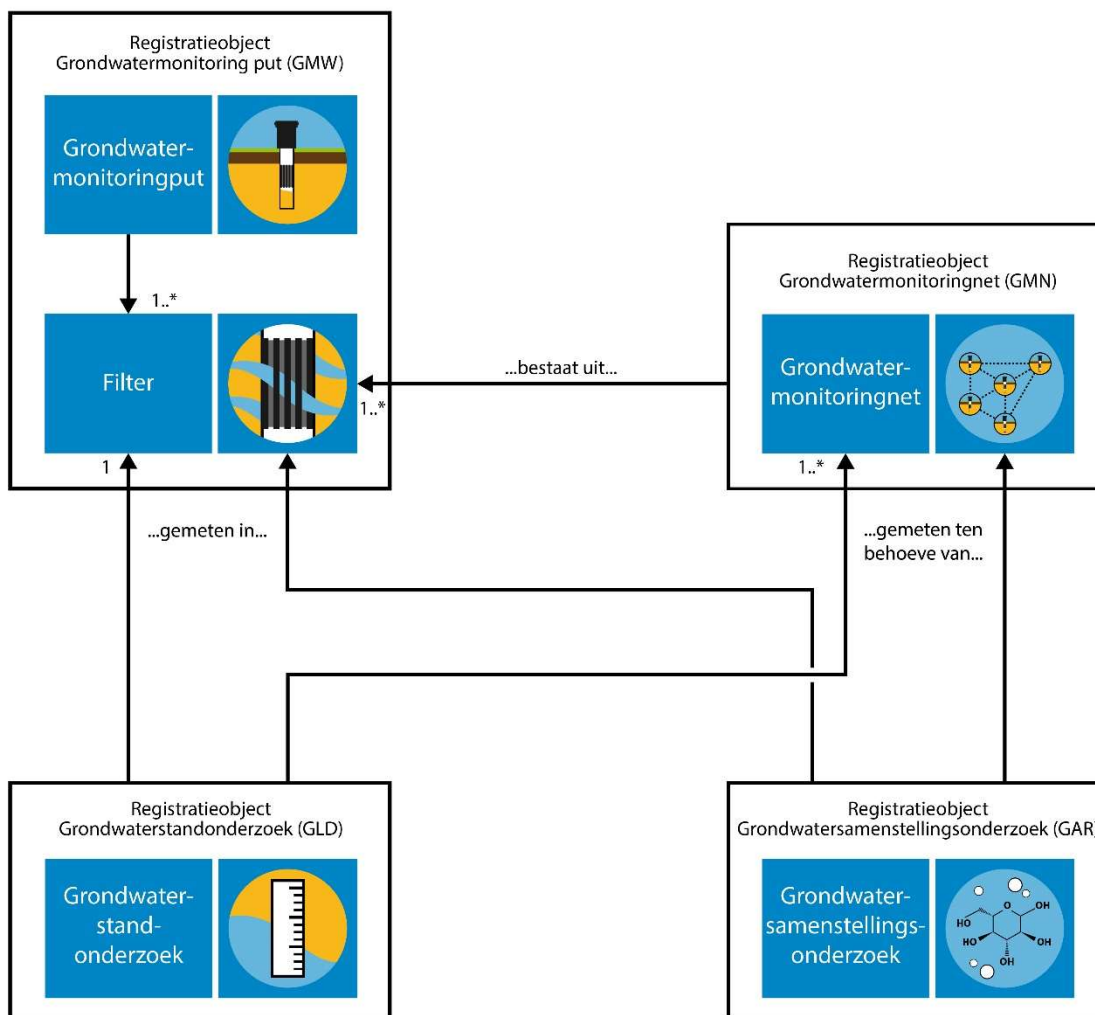 Registratieobject
Grondwatermonitoring put (GMW)
Grondwater-
monitoringput
1..*
Filter
1..*
1
Registratieobject
Grondwatermonitoringnet (GMN)
Grondwater-
monitoringnet
1..*
...bestaat uit...
...gemeten in...
...gemeten ten
behoeve van...
Registratieobject
Grondwaterstandonderzoek (GLD)
Grondwater-
stand-
onderzoek
Registratieobject
Grondwatersamenstellingsonderzoek (GAR)
Grondwater-
samenstellings-
onderzoek
HO
O
OH
HO
OH
HO
OH